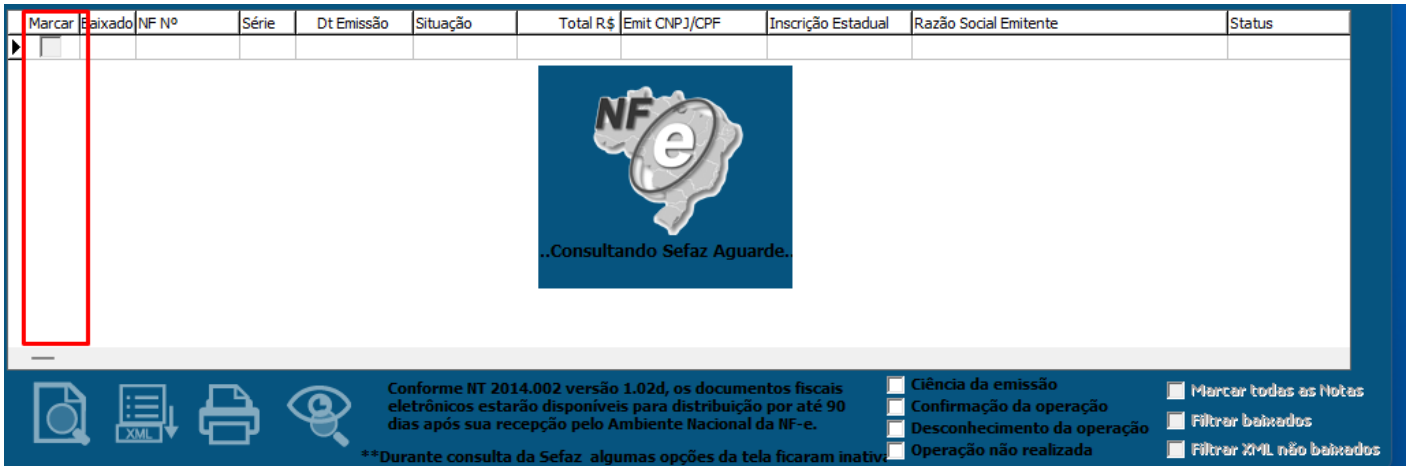 Marcar Baixado NF Nº Série Dt Emissão Situação Total R$ Emit CNPJ/CPF Inscrição Estadual Razão Social Emitente Status
NF
e
..Consultando Sefaz Aguarde..
XML
Conforme NT 2014.002 versão 1.02d, os documentos fiscais
eletrônicos estarão disponíveis para distribuição por até 90
dias após sua recepção pelo Ambiente Nacional da NF-e.
**Durante consulta da Sefaz algumas opções da tela ficaram inativa
Ciência da emissão
Confirmação da operação
Desconhecimento da operação
Operação não realizada
Marcar todas as Notas
Filtrar baixados
Filtrar XML não baixados